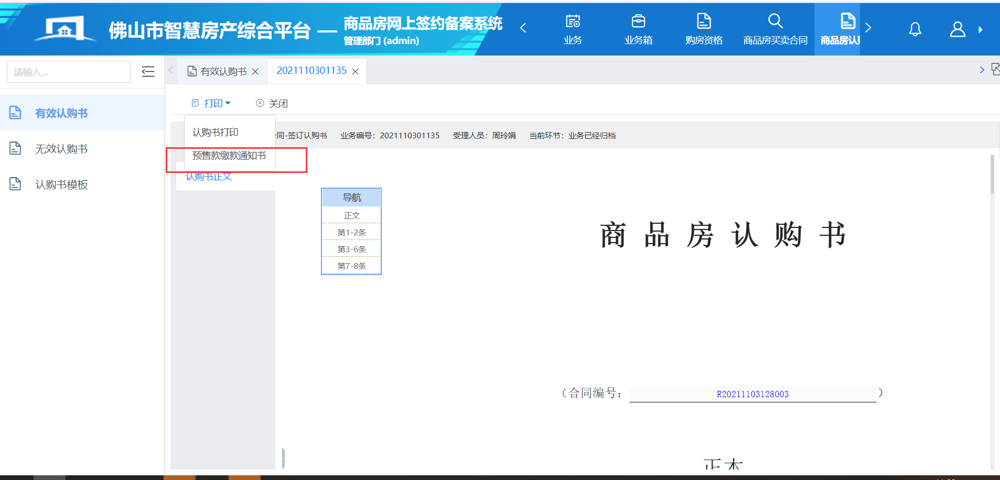 佛山市智慧房产综合平台 — 商品房网上签约备案系统
管理部门 (admin)
业务
业务箱
购房资格
商品房买卖合同
商品房认
请输入...
有效认购书
2021110301135
有效认购书
无效认购书
认购书模板
打印
关闭
认购书打印
预售款缴款通知书
同-签订认购书 业务编号：2021110301135 受理人员：周玲娟 当前环节：业务已经归档
认购书正文
导航
正文
第1-2条
第3-6条
第7-8条
商 品 房 认 购 书
（合同编号： R20211103128003 ）